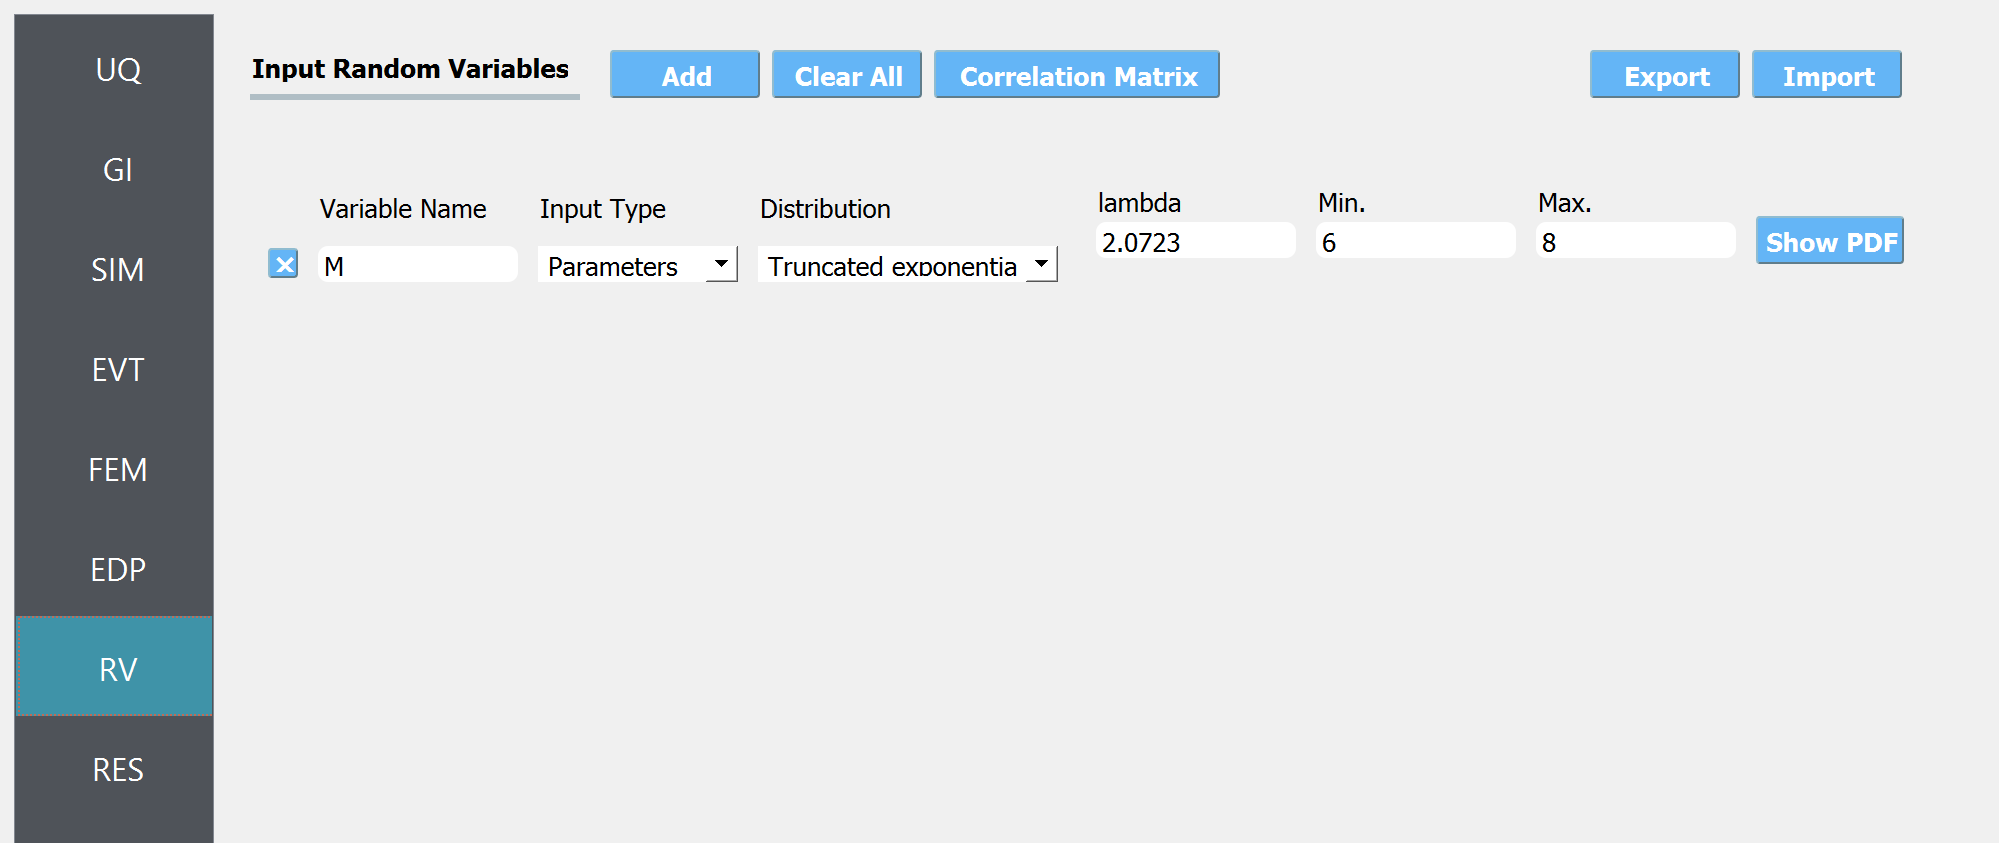 UQ
GI
SIM
EVT
FEM
EDP
RV
RES
Input Random Variables
Add
Clear All
Correlation Matrix
Export
Import
Variable Name
Input Type
Distribution
lambda
Min.
Max.
M
Parameters
Truncated exponentia
2.0723
6
8
Show PDF